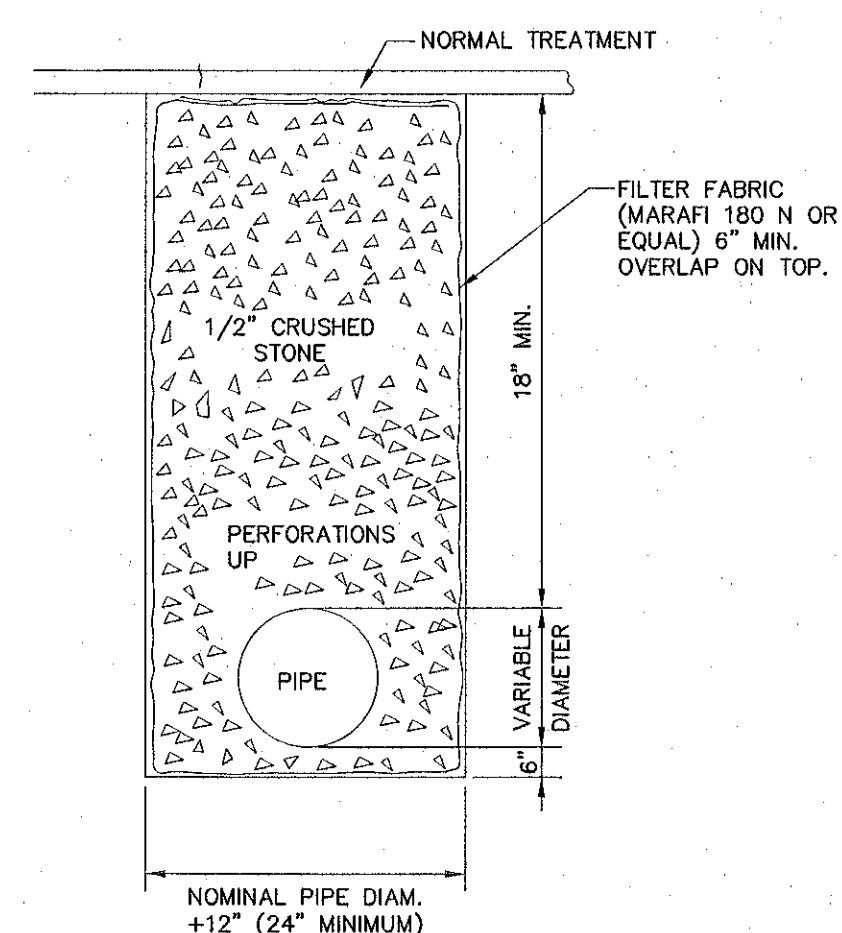 NORMAL TREATMENT
FILTER FABRIC
(MARAFI 180 N OR
EQUAL) 6" MIN.
OVERLAP ON TOP.
1/2" CRUSHED
STONE
18" MIN.
PERFORATIONS
UP
PIPE
VARIABLE
DIAMETER
6"
NOMINAL PIPE DIAM.
+12" (24" MINIMUM)